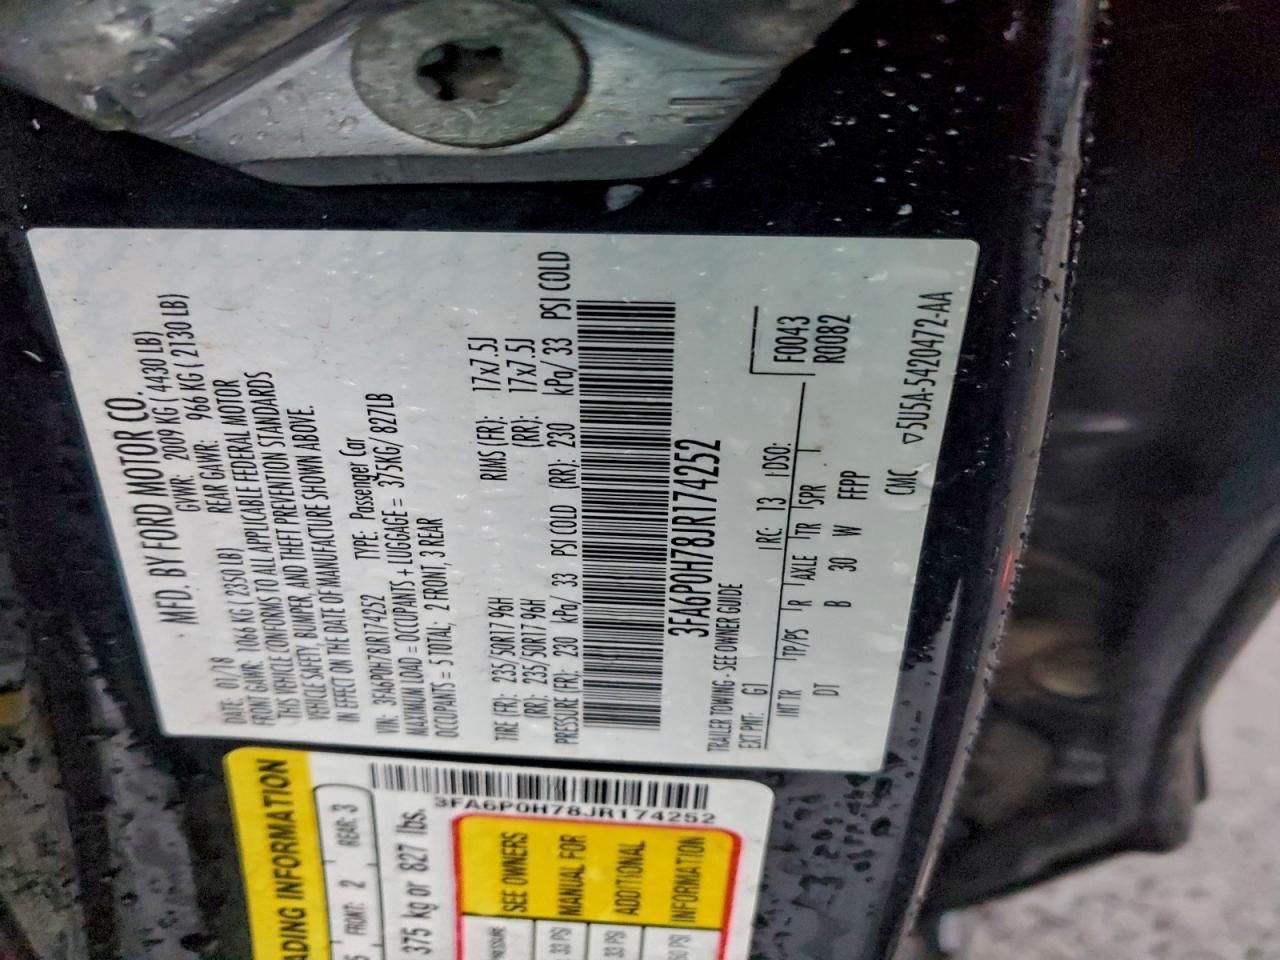 MFD. BY FORD MOTOR CO.
DATE: 01/18 GVWR: 2009 KG ( 4430 LB)
FRONT GAWR: 1066 KG ( 2350 LB) REAR GAWR: 966 KG ( 2130 LB)
THIS VEHICLE CONFORMS TO ALL APPLICABLE FEDERAL MOTOR
VEHICLE SAFETY, BUMPER, AND THEFT PREVENTION STANDARDS
IN EFFECT ON THE DATE OF MANUFACTURE SHOWN ABOVE.
VIN: 3FA6P0H78JR174252 TYPE: Passenger Car
MAXIMUM LOAD = OCCUPANTS + LUGGAGE = 375KG/ 827LB
OCCUPANTS = 5 TOTAL; 2 FRONT, 3 REAR
TIRE FR): 235/50R17 96H RIMS (FR): 17x7.5J
(RR): 235/50R17 96H (RR): 17x7.5J
PRESSURE (FR): 230 kPa/ 33 PSI COLD (RR): 230 kPa/ 33 PSI COLD
3FA6P0H78JR174252
TRAILER TOWING - SEE OWNER GUIDE
EXT PNT: G1 RC: 13 DSO: F0043
INT TR TP/PS R AXLE TR SPR R0082
DT B 30 W FFPP
CMC 5U5A-5420472-AA
ADING INFORMATION
FRONT: 2 REAR: 3
375 kg or 827 lbs.
3FA6P0H78JR174252
SEE OWNERS
MANUAL FOR
ADDITIONAL
INFORMATION
33 PSI
33 PSI